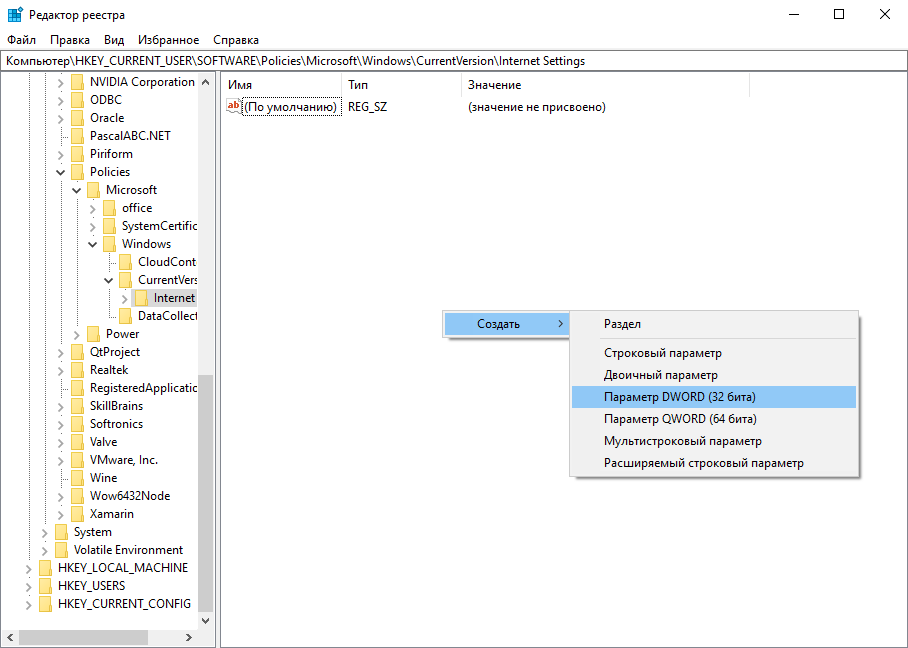 Редактор реестра
Файл Правка Вид Избранное Справка
Компьютер\HKEY_CURRENT_USER\SOFTWARE\Policies\Microsoft\Windows\CurrentVersion\Internet Settings
NVIDIA Corporation
ODBC
Oracle
PascalABC.NET
Piriform
Policies
Microsoft
office
SystemCertific
Windows
CloudCont
CurrentVers
Internet
DataCollect
Power
QtProject
Realtek
RegisteredApplicatic
SkillBrains
Softronics
Valve
VMware, Inc.
Wine
Wow6432Node
Xamarin
System
Volatile Environment
HKEY_LOCAL_MACHINE
HKEY_USERS
HKEY_CURRENT_CONFIG
Имя Тип Значение
ab (По умолчанию) REG_SZ (значение не присвоено)
Создать
Раздел
Строковый параметр
Двоичный параметр
Параметр DWORD (32 бита)
Параметр QWORD (64 бита)
Мультистроковый параметр
Расширяемый строковый параметр